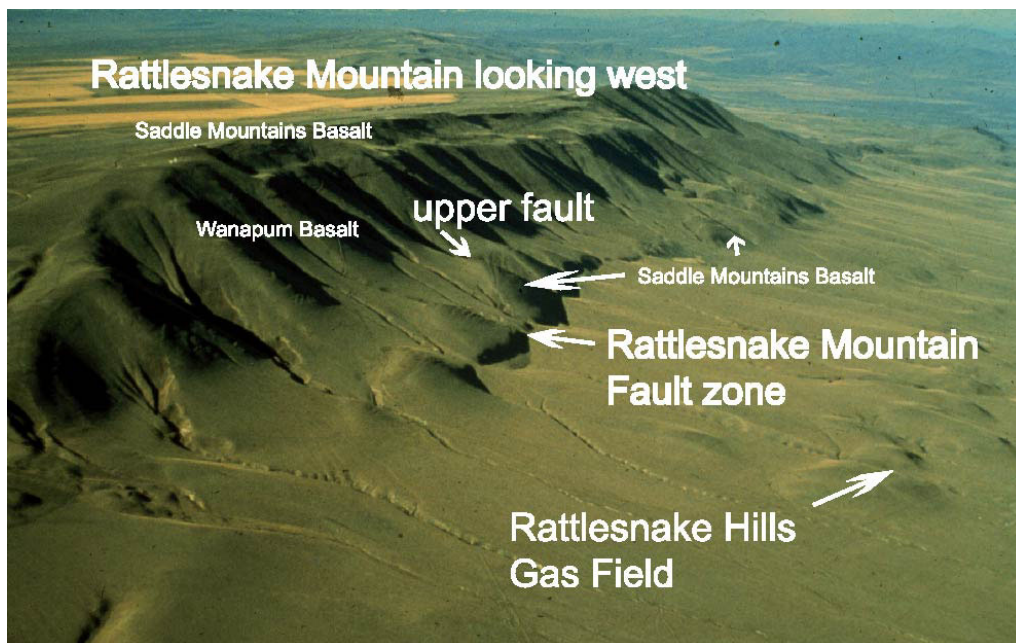 Rattlesnake Mountain looking west
Saddle Mountains Basalt
upper fault
Wanapum Basalt
Saddle Mountains Basalt
Rattlesnake Mountain
Fault zone
Rattlesnake Hills
Gas Field